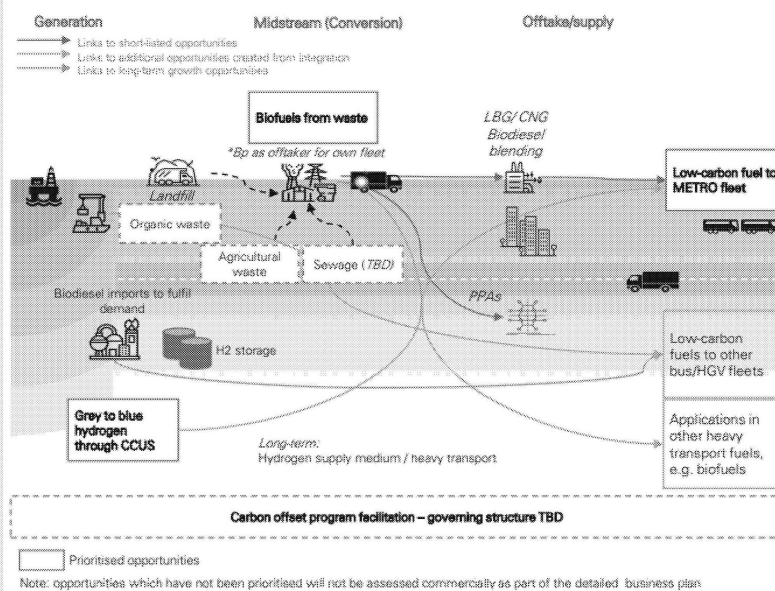 Generation
Midstream (Conversion)
Offtake/supply
Links to short-listed opportunities
Links to additional opportunities created from integration
Links to long-term growth opportunities
Biofuels from waste
*Bp as offtaker for own fleet
LBG/ CNG
Biodiesel
blending
Low-carbon fuel to
METRO fleet
Landfill
Organic waste
Agricultural
waste
Sewage (TBD)
Biodiesel imports to fulfil
demand
PPAs
H2 storage
Low-carbon
fuels to other
bus/HGV fleets
Grey to blue
hydrogen
through CCUS
Long-term:
Hydrogen supply medium / heavy transport
Applications in
other heavy
transport fuels,
e.g. biofuels
Carbon offset program facilitation – governing structure TBD
Prioritised opportunities
Note: opportunities which have not been prioritised will not be assessed commercially as part of the detailed business plan